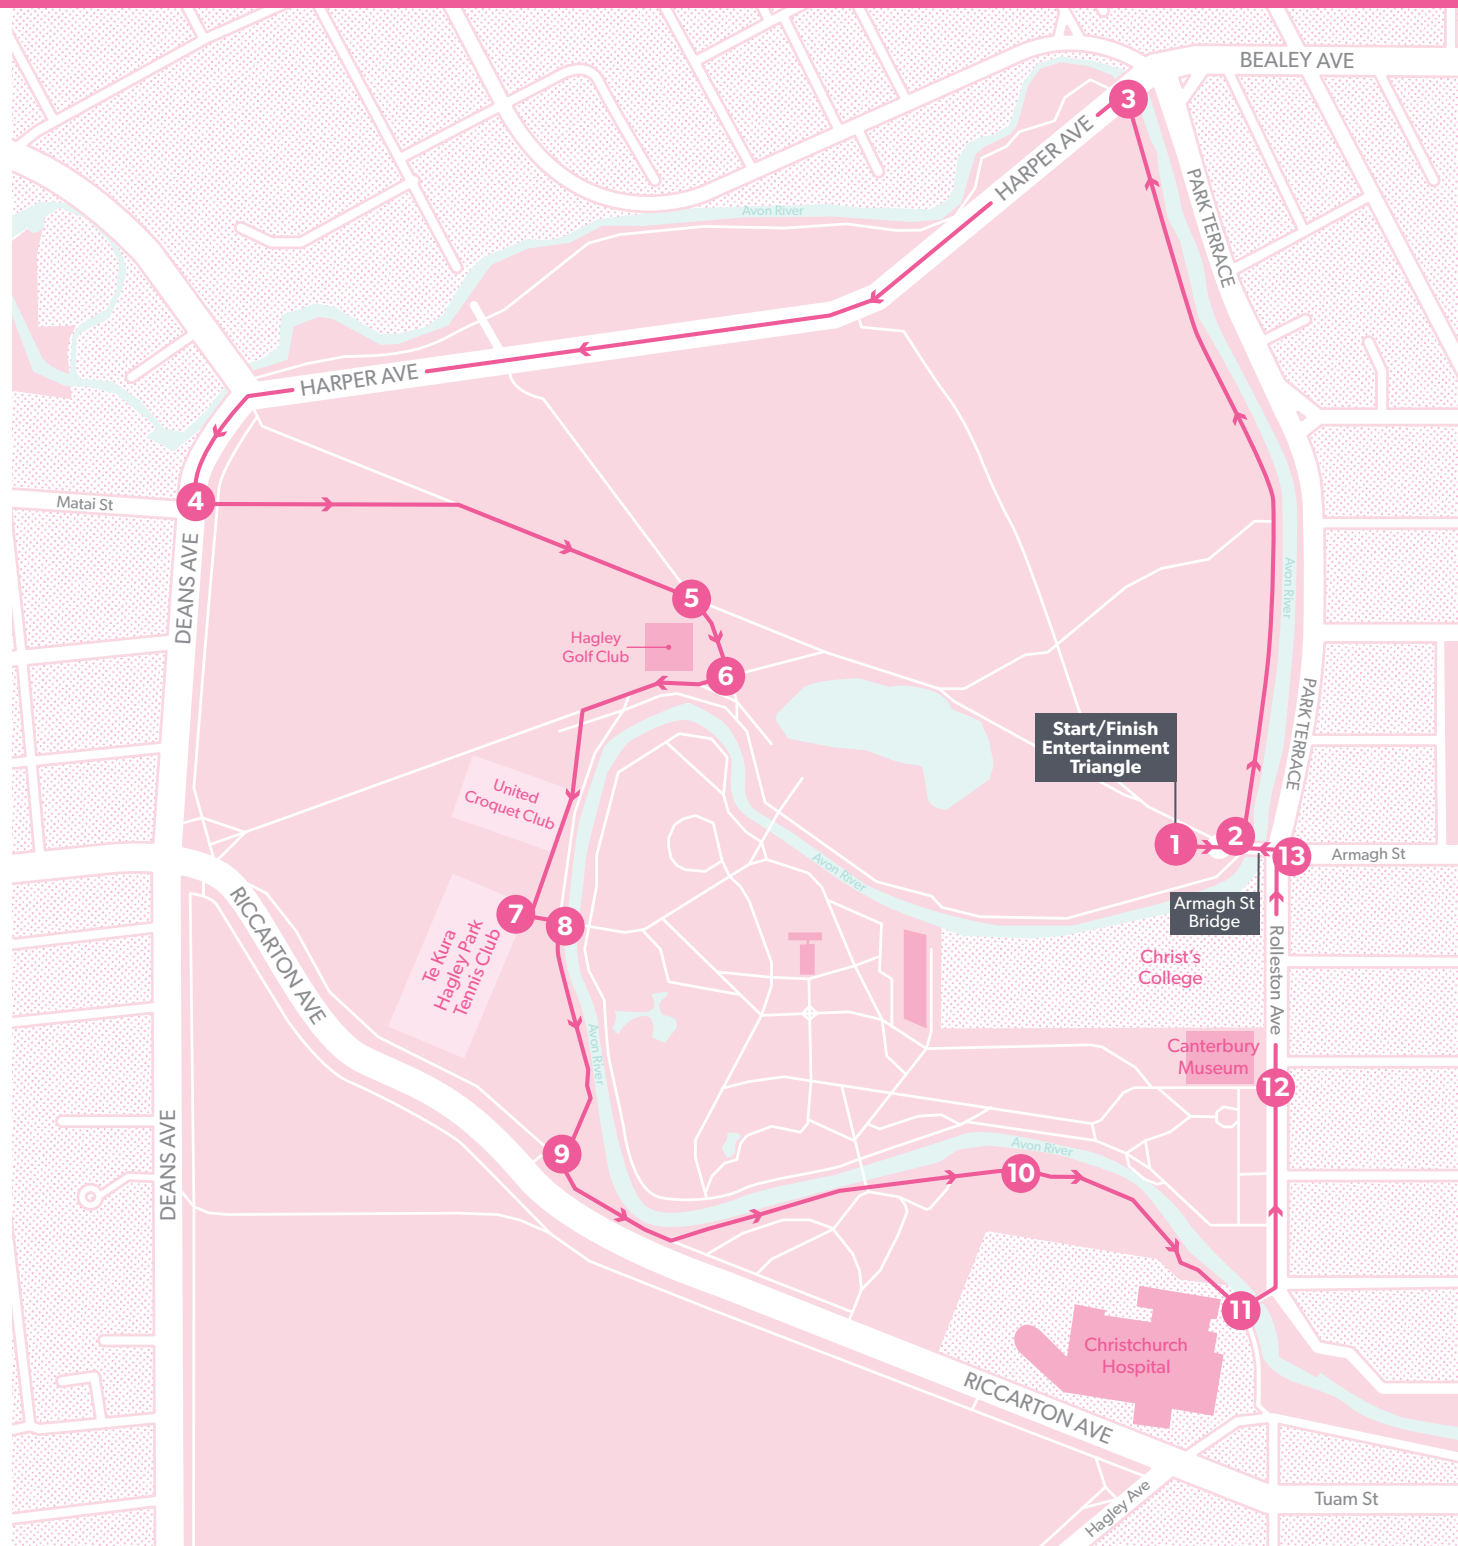 BEALEY AVE
3
HARPER AVE
PARK TERRACE
Avon River
HARPER AVE
4
Matai St
DEANS AVE
Avon River
5
Hagley
Golf Club
6
PARK TERRACE
Start/Finish
Entertainment
Triangle
United
Croquet Club
1
2
13
Armagh St
Avon River
Armagh St
Bridge
RICCARTON AVE
7
8
Te Kura
Hagley Park
Tennis Club
Rolleston Ave
Christ's
College
Avon River
Canterbury
Museum
12
DEANS AVE
9
Avon River
10
11
Christchurch
Hospital
RICCARTON AVE
Hagley Ave
Tuam St